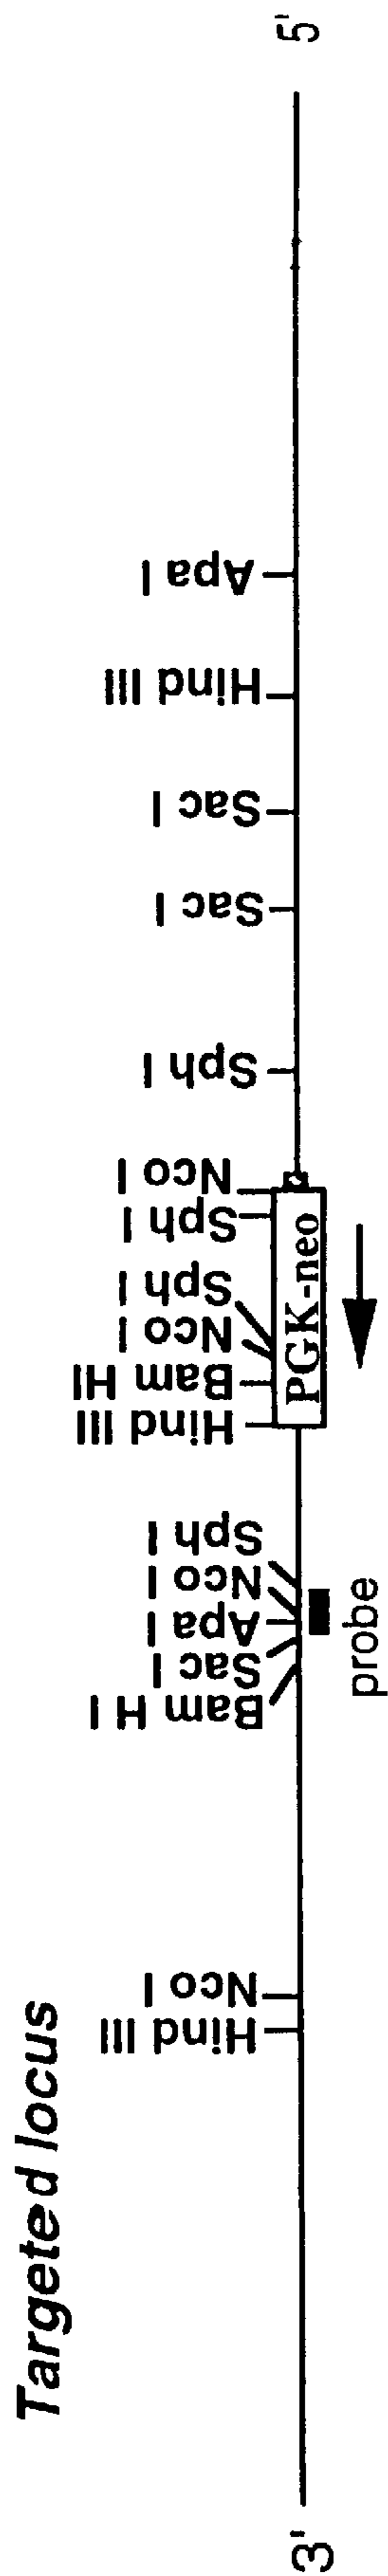 Targeted locus
3'
Hind III
Nco I
Bam H I
Sac I
Apa I
Nco I
Sph I
Hind III
Bam HI
Nco I
Sph I
Sph I
Nco I
Sph I
Sac I
Sac I
Hind III
Apa I
5'
PGK-neo
probe